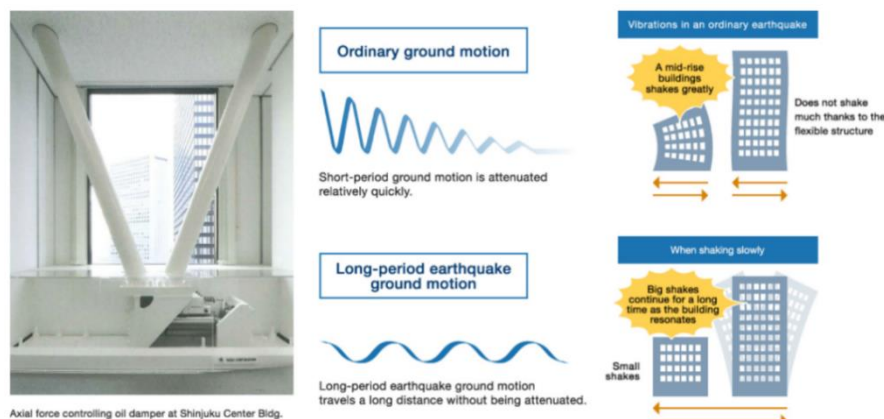 Axial force controlling oil damper at Shinjuku Center Bldg.
Ordinary ground motion
Short-period ground motion is attenuated
relatively quickly.
Long-period earthquake
ground motion
Long-period earthquake ground motion
travels a long distance without being attenuated.
Vibrations in an ordinary earthquake
A mid-rise
buildings
shakes greatly
Does not shake
much thanks to the
flexible structure
When shaking slowly
Big shakes
continue for a long
time as the building
resonates
Small
shakes